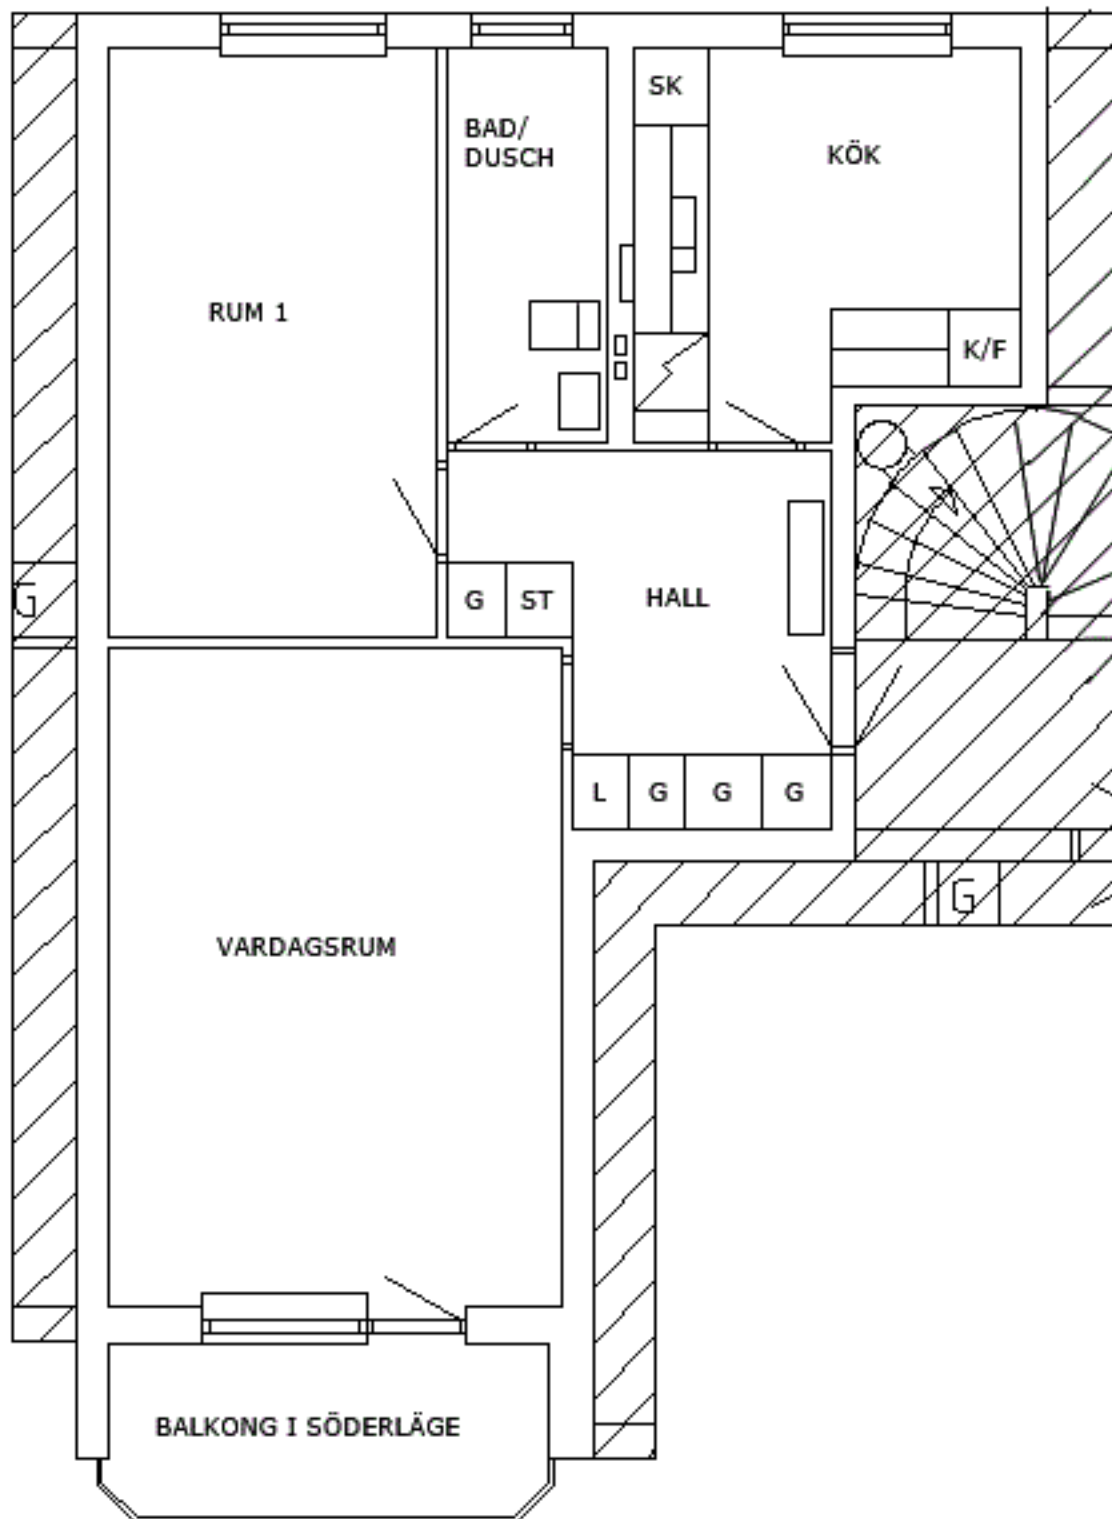 SK
BAD/
DUSCH
KÖK
RUM 1
K/F
G
G
ST
HALL
L
G
G
G
G
VARDAGSRUM
BALKONG I SÖDERLÄGE